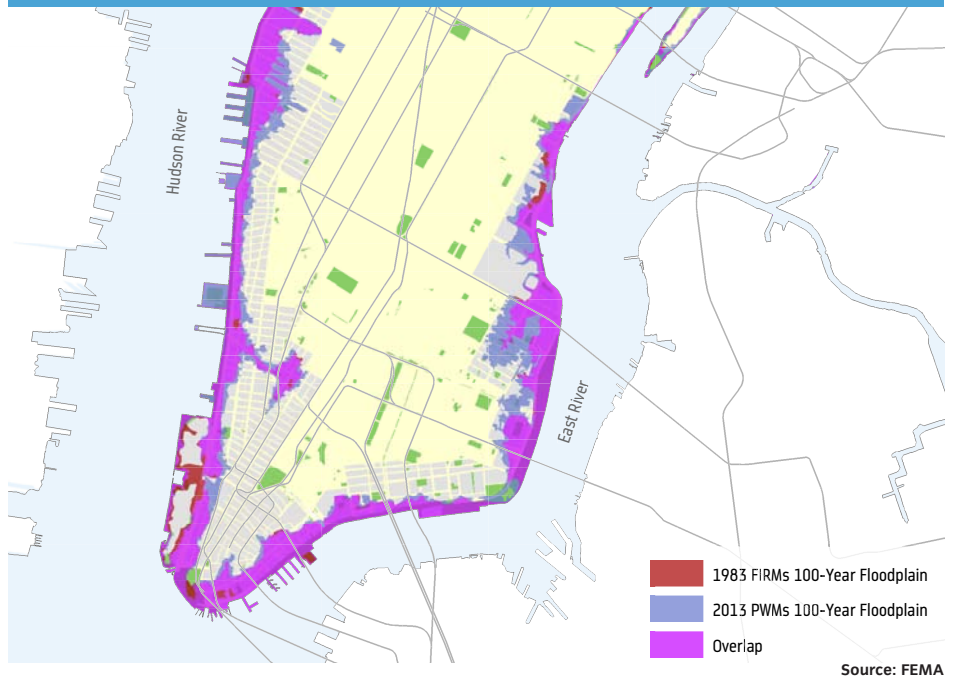 Hudson River
East River
1983 FIRMs 100-Year Floodplain
2013 PWMs 100-Year Floodplain
Overlap
Source: FEMA